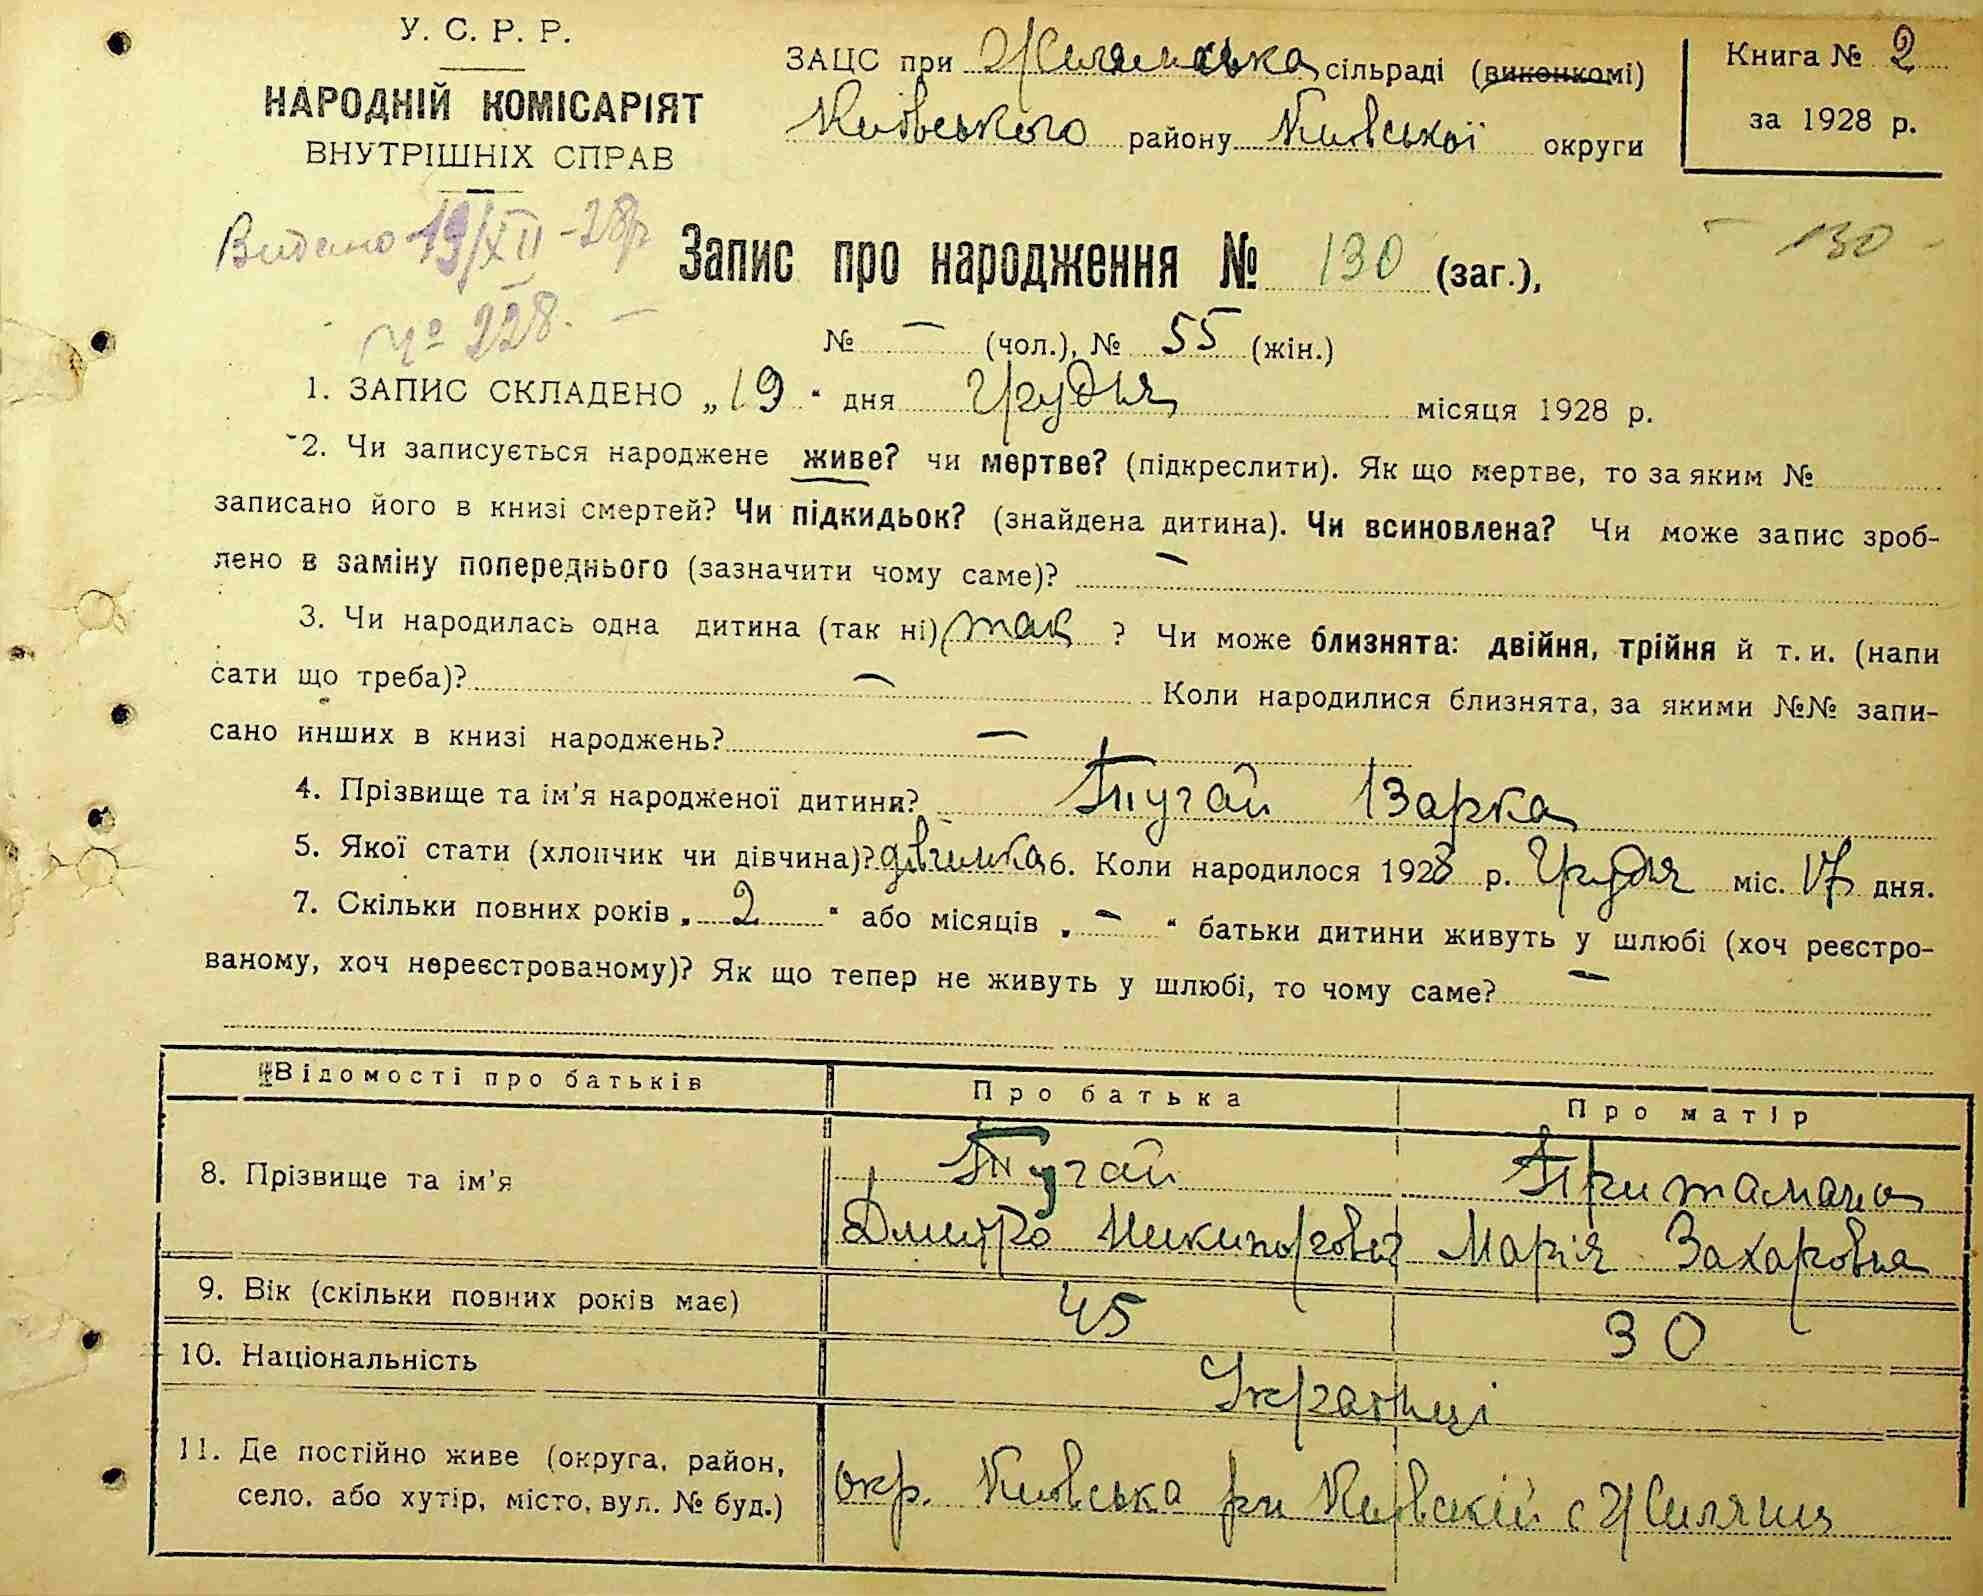 У. С. Р. Р.
НАРОДНІЙ КОМІСАРІЯТ
ВНУТРІШНІХ СПРАВ
ЗАЦС при Жилянська сільраді (виконкомі)
Київського району Київської округи
Книга № 2
за 1928 р.
Видано 19/XII-28р
№ 228. —
Запис про народження № 130 (заг.),
— 130 -
№ — (чол.), № 55 (жін.)
1. ЗАПИС СКЛАДЕНО „19“ дня Грудня місяця 1928 р.
2. Чи записується народжене живе? чи мертве? (підкреслити). Як що мертве, то за яким №
записано його в книзі смертей? Чи підкидьок? (знайдена дитина). Чи всиновлена? Чи може запис зроб-
лено в заміну попереднього (зазначити чому саме)? —
3. Чи народилась одна дитина (так ні) так ? Чи може близнята: двійня, трійня й т. и. (напи
сати що треба)? — Коли народилися близнята, за якими №№ запи-
сано инших в книзі народжень? —
4. Прізвище та ім'я народженої дитини? Пугай Варка
5. Якої стати (хлопчик чи дівчина)? дівчинка 6. Коли народилося 1928 р. Грудня міс. 17 дня.
7. Скільки повних років „ 2 “ або місяців „ — “ батьки дитини живуть у шлюбі (хоч реєстро-
ваному, хоч нереєстрованому)? Як що тепер не живуть у шлюбі, то чому саме? —
Відомості про батьків Про батька Про матір
8. Прізвище та ім'я
Пугай Притамана
Дмитро Никипорович Марія Захаровна
9. Вік (скільки повних років має) 45 30
10. Національність Українці
11. Де постійно живе (округа, район,
село, або хутір, місто, вул. № буд.)
окр. Київська рн Київскій с Жиляни